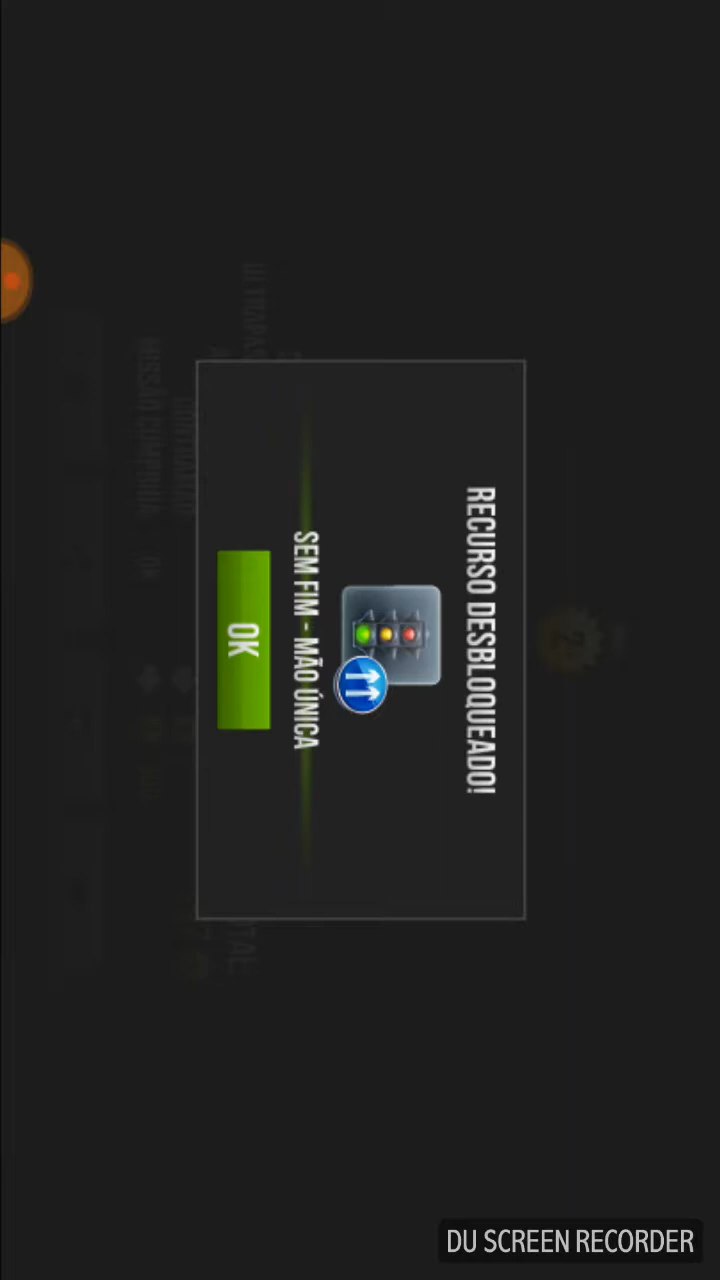 RECURSO DESBLOQUEADO!
SEM FIM - MÃO ÚNICA
OK
DU SCREEN RECORDER